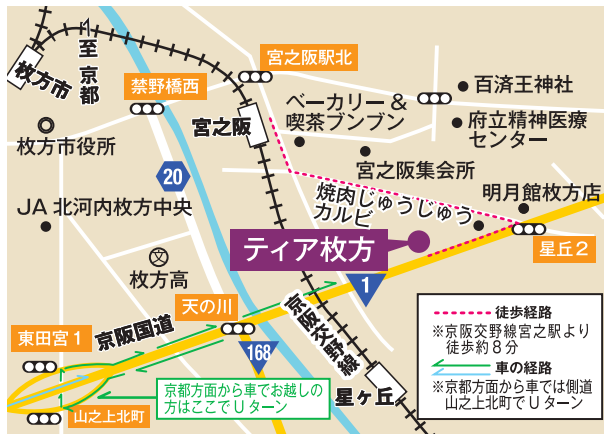 至 京都
枚方市
宮之阪駅北
禁野橋西
百済王神社
ベーカリー＆
喫茶ブンブン
府立精神医療
センター
宮之阪
枚方市役所
宮之阪集会所
20
焼肉じゅうじゅう
カルビ
明月館枚方店
JA 北河内枚方中央
ティア枚方
星丘2
文
枚方高
1
天の川
京阪国道
京阪交野線
東田宮1
168
星ヶ丘
山之上北町
京都方面から車でお越しの
方はここでUターン
徒歩経路
※京阪交野線宮之駅より
徒歩約8分
車の経路
※京都方面から車では側道
山之上北町でUターン